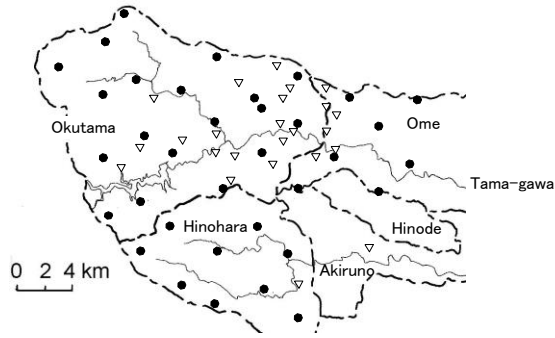 Okutama
Ome
Tama-gawa
Hinohara
Hinode
Akiruno
0 2 4 km